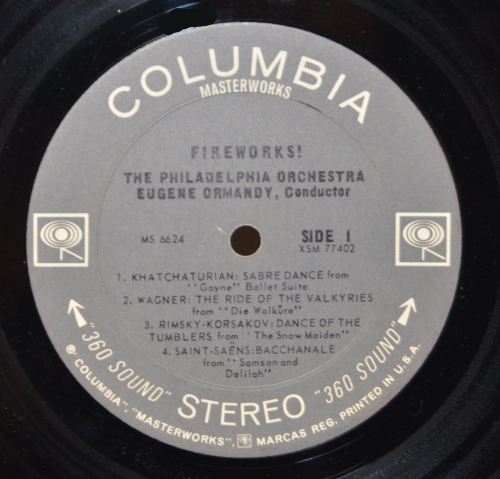 COLUMBIA
MASTERWORKS
FIREWORKS!
THE PHILADELPHIA ORCHESTRA
EUGENE ORMANDY, Conductor
MS 6624
SIDE 1
XSM 77402
1. KHATCHATURIAN: SABRE DANCE from
''Gayne'' Ballet Suite
2. WAGNER: THE RIDE OF THE VALKYRIES
from ''Die Walküre''
3. RIMSKY-KORSAKOV: DANCE OF THE
TUMBLERS from ''The Snow Maiden''
4. SAINT-SAËNS: BACCHANALE
from ''Samson and
Delilah''
"360 SOUND" STEREO "360 SOUND"
℗ "COLUMBIA", "MASTERWORKS", MARCAS REG. PRINTED IN U.S.A.